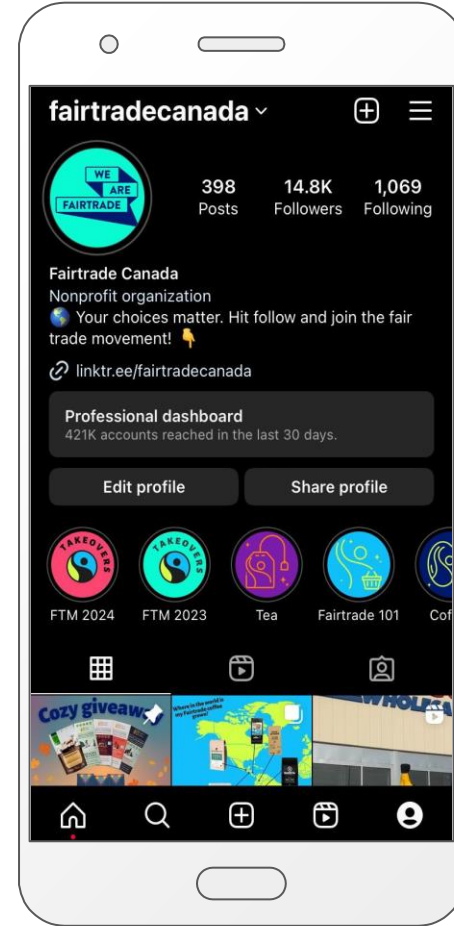 fairtradecanada
398
14.8K
1,069
Posts
Followers
Following
WE
ARE
FAIRTRADE
Fairtrade Canada
Nonprofit organization
🌎 Your choices matter. Hit follow and join the fair
trade movement! 👇
linktr.ee/fairtradecanada
Professional dashboard
421K accounts reached in the last 30 days.
Edit profile
Share profile
TAKEOVERS
TAKEOVERS
FTM 2024
FTM 2023
Tea
Fairtrade 101
Cof
Cozy giveaw
Where in the world is
my Fairtrade coffee
grown?
WHOLESA